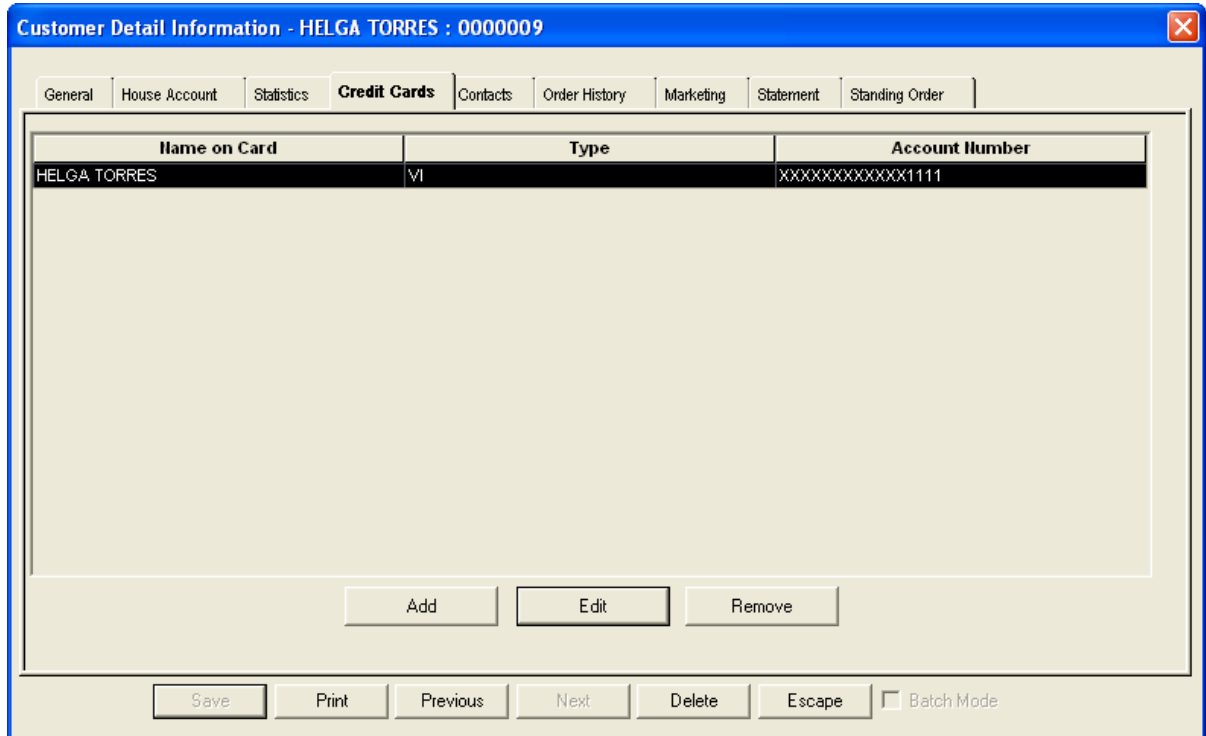 Customer Detail Information - HELGA TORRES : 0000009
General House Account Statistics Credit Cards Contacts Order History Marketing Statement Standing Order
Name on Card Type Account Number
HELGA TORRES VI XXXXXXXXXXXX1111
Add Edit Remove
Save Print Previous Next Delete Escape Batch Mode